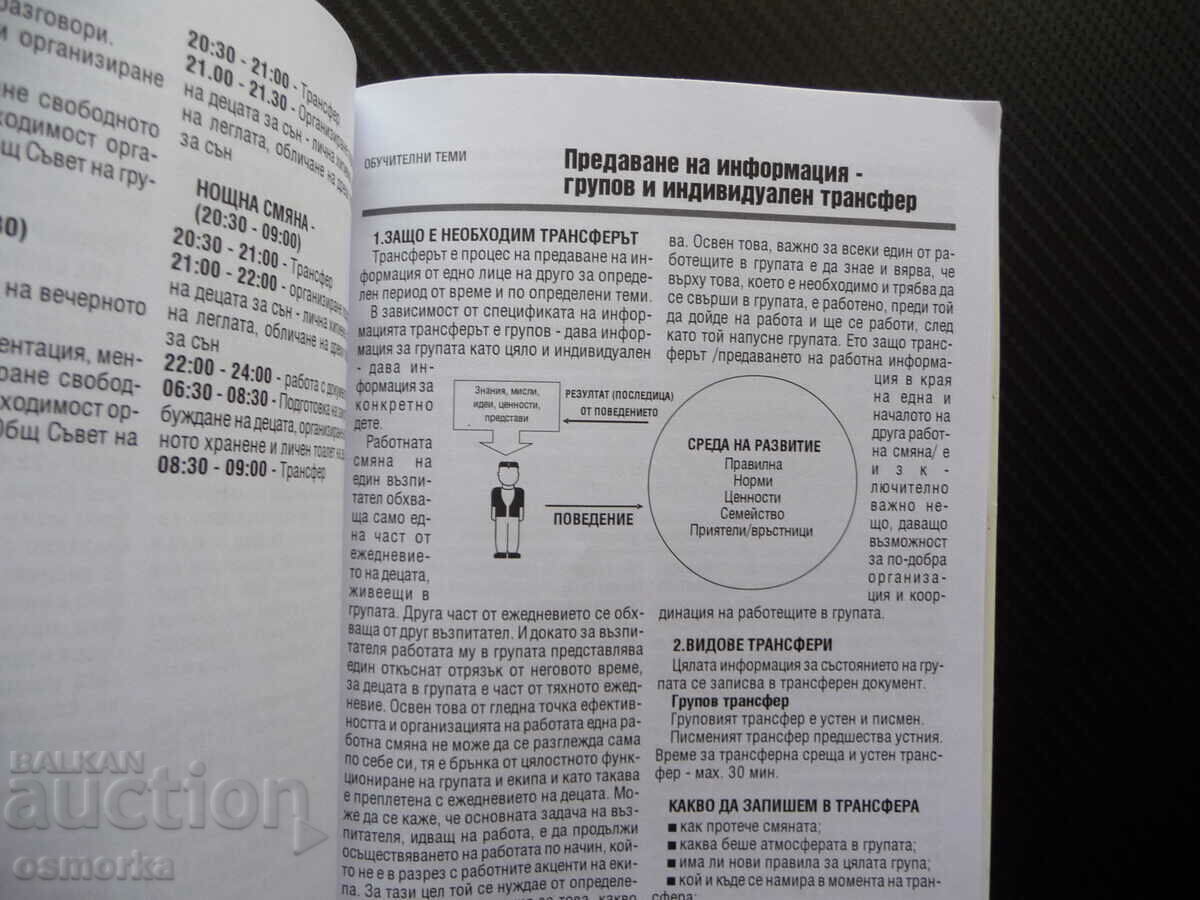 разговори.
и организиране
не свободното
ходимост орга-
бщ Съвет на гру-
30)
на вечерното
ентация, мен-
ране свобод-
ходимост ор-
Общ Съвет на
20:30 - 21:00 - Трансфер
21.00 - 21.30 - Организиране
на децата за сън - лична хигиена
на леглата, обличане на децата
за сън
НОЩНА СМЯНА -
(20:30 - 09:00)
20:30 - 21:00 - Трансфер
21:00 - 22:00 - организиране
на децата за сън - лична хигиена
на леглата, обличане на
за сън
22:00 - 24:00 - работа с
06:30 - 08:30 - Подготовка на
буждане на децата,
ното хранене и личен тоалет на
08:30 - 09:00 - Трансфер
ОБУЧИТЕЛНИ ТЕМИ
Предаване на информация -
групов и индивидуален трансфер
1.ЗАЩО Е НЕОБХОДИМ ТРАНСФЕРЪТ
Трансферът е процес на предаване на ин-
формация от едно лице на друго за опреде-
лен период от време и по определени теми.
В зависимост от спецификата на инфор-
мацията трансферът е групов - дава инфор-
мация за групата като цяло и индивидуален
- дава ин-
формация за
конкретно
дете.
Работната
смяна на
един възпи-
тател обхва-
ща само ед-
на част от
ежедневие-
то на децата,
живеещи в
групата. Друга част от ежедневието се обх-
ваща от друг възпитател. И докато за възпи-
тателя работата му в групата представлява
един откъснат отрязък от неговото време,
за децата в групата е част от тяхното ежед-
невие. Освен това от гледна точка ефектив-
ността и организацията на работата една ра-
ботна смяна не може да се разглежда сама
по себе си, тя е брънка от цялостното функ-
циониране на групата и екипа и като такава
е преплетена с ежедневието на децата. Мо-
же да се каже, че основната задача на въз-
питателя, идващ на работа, е да продължи
осъществяването на работата по начин, кой-
то не е в разрез с работните акценти на еки-
па. За тази цел той се нуждае от определе-
Знания, мисли,
идеи, ценности,
представи
РЕЗУЛТАТ (ПОСЛЕДИЦА)
ОТ ПОВЕДЕНИЕТО
ПОВЕДЕНИЕ
СРЕДА НА РАЗВИТИЕ
Правилна
Норми
Ценности
Семейство
Приятели/връстници
ва. Освен това, важно за всеки един от ра-
ботещите в групата е да знае и вярва, че
върху това, което е необходимо и трябва да
се свърши в групата, е работено, преди той
да дойде на работа и ще се работи, след
като той напусне групата. Ето защо транс-
ферът /предаването на работна информа-
ция в края
на една и
началото на
друга работ-
на смяна/ е
изк-
лючително
важно не-
що, даващо
възможност
за по-добра
организа-
ция и коор-
динация на работещите в групата.
2.ВИДОВЕ ТРАНСФЕРИ
Цялата информация за състоянието на гру-
пата се записва в трансферен документ.
Групов трансфер
Груповият трансфер е устен и писмен.
Писменият трансфер предшества устния.
Време за трансферна среща и устен транс-
фер - мах. 30 мин.
КАКВО ДА ЗАПИШЕМ В ТРАНСФЕРА
■ как протече смяната;
■ каква беше атмосферата в групата;
■ има ли нови правила за цялата група;
■ кой и къде се намира в момента на тран-
сфера;
BALKAN
auction
osmorka